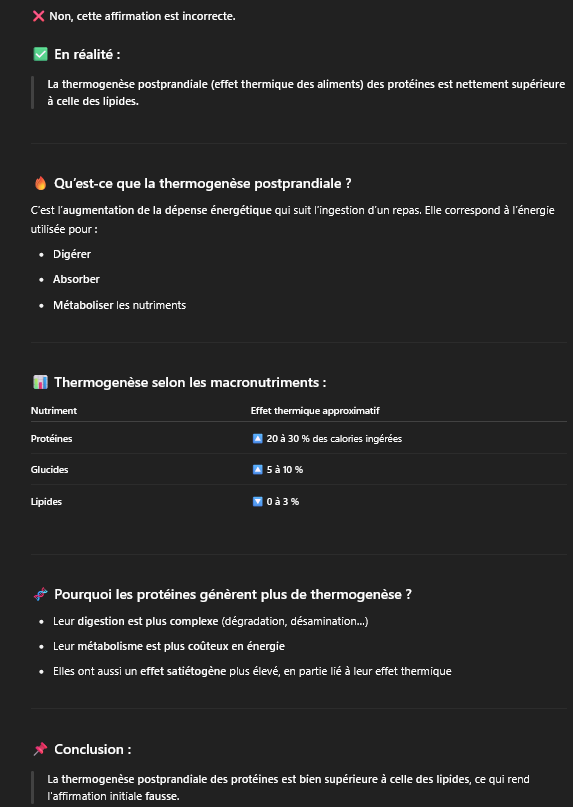 ❌ Non, cette affirmation est incorrecte.
✅ En réalité :
La thermogenèse postprandiale (effet thermique des aliments) des protéines est nettement supérieure
à celle des lipides.
🔥 Qu'est-ce que la thermogenèse postprandiale ?
C'est l'augmentation de la dépense énergétique qui suit l'ingestion d'un repas. Elle correspond à l'énergie
utilisée pour :
• Digérer
• Absorber
• Métaboliser les nutriments
📊 Thermogenèse selon les macronutriments :
Nutriment Effet thermique approximatif
Protéines 🔼 20 à 30 % des calories ingérées
Glucides 🔼 5 à 10 %
Lipides 🔽 0 à 3 %
🧬 Pourquoi les protéines génèrent plus de thermogenèse ?
• Leur digestion est plus complexe (dégradation, désamination...)
• Leur métabolisme est plus coûteux en énergie
• Elles ont aussi un effet satiétogène plus élevé, en partie lié à leur effet thermique
📌 Conclusion :
La thermogenèse postprandiale des protéines est bien supérieure à celle des lipides, ce qui rend
l'affirmation initiale fausse.